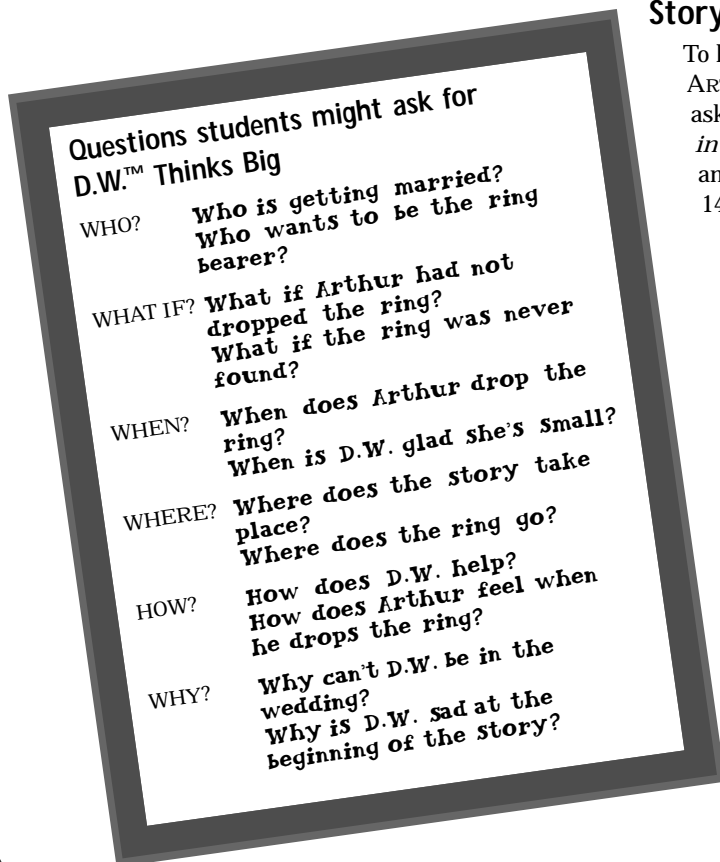 Questions students might ask for
D.W.™ Thinks Big
WHO? Who is getting married?
Who wants to be the ring
bearer?
WHAT IF? What if Arthur had not
dropped the ring?
What if the ring was never
found?
WHEN? When does Arthur drop the
ring?
When is D.W. glad she's small?
WHERE? Where does the story take
place?
Where does the ring go?
HOW? How does D.W. help?
How does Arthur feel when
he drops the ring?
WHY? Why can't D.W. be in the
wedding?
Why is D.W. sad at the
beginning of the story?
Story
To
in
14